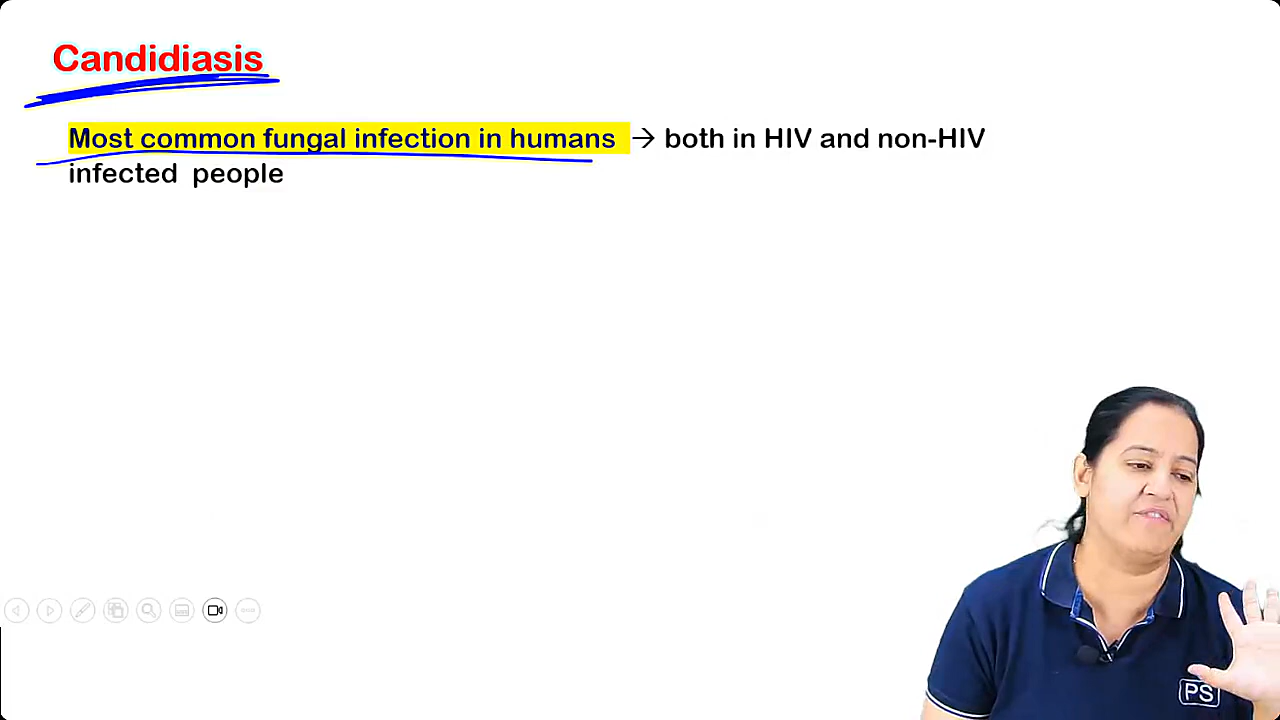 Candidiasis
Most common fungal infection in humans → both in HIV and non-HIV
infected people
PS